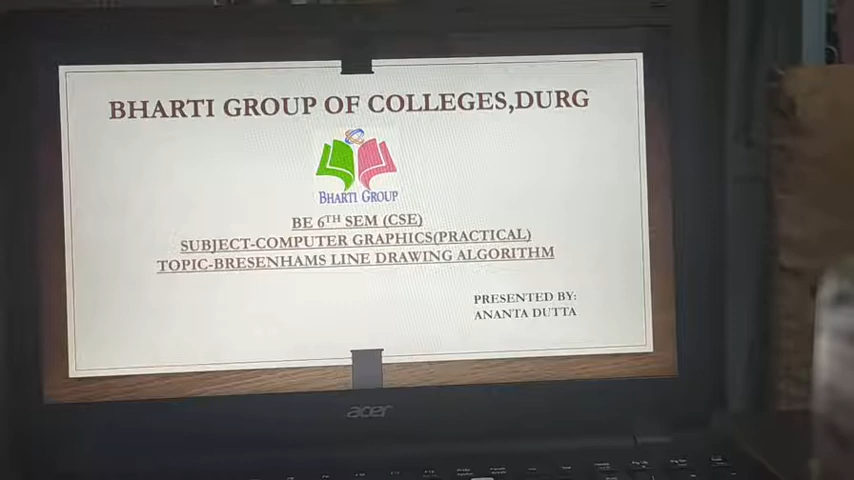 BHARTI GROUP OF COLLEGES,DURG
BHARTI GROUP
BE 6TH SEM (CSE)
SUBJECT-COMPUTER GRAPHICS(PRACTICAL)
TOPIC-BRESENHAMS LINE DRAWING ALGORITHM
PRESENTED BY:
ANANTA DUTTA
acer